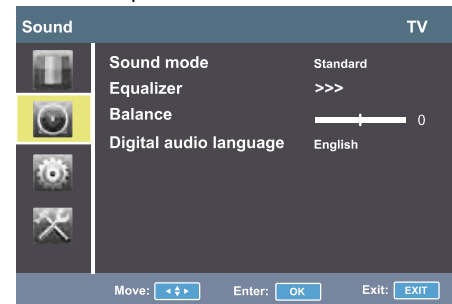 Sound TV
Sound mode Standard
Equalizer >>>
Balance 0
Digital audio language English
Move: Enter: OK Exit: EXIT